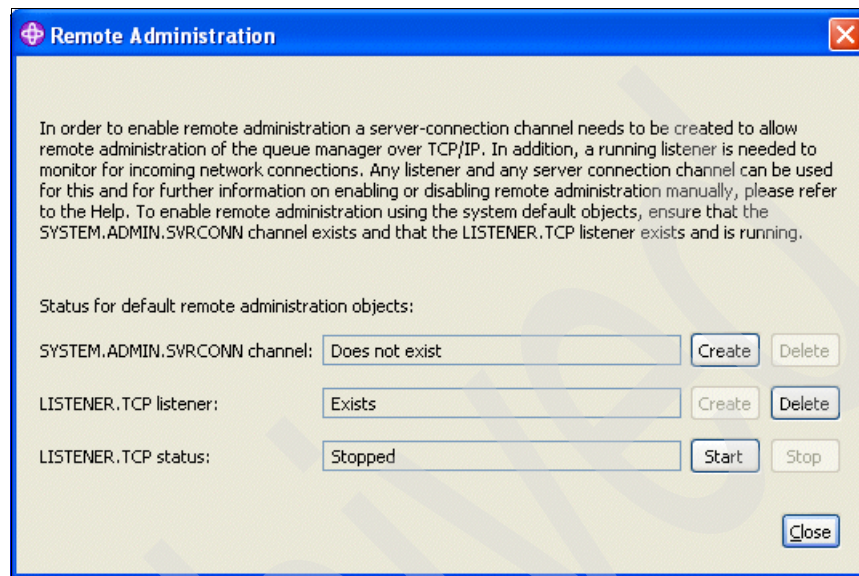 Remote Administration
In order to enable remote administration a server-connection channel needs to be created to allow
remote administration of the queue manager over TCP/IP. In addition, a running listener is needed to
monitor for incoming network connections. Any listener and any server connection channel can be used
for this and for further information on enabling or disabling remote administration manually, please refer
to the Help. To enable remote administration using the system default objects, ensure that the
SYSTEM.ADMIN.SVRCONN channel exists and that the LISTENER.TCP listener exists and is running.
Status for default remote administration objects:
SYSTEM.ADMIN.SVRCONN channel: Does not exist Create Delete
LISTENER.TCP listener: Exists Create Delete
LISTENER.TCP status: Stopped Start Stop
Close